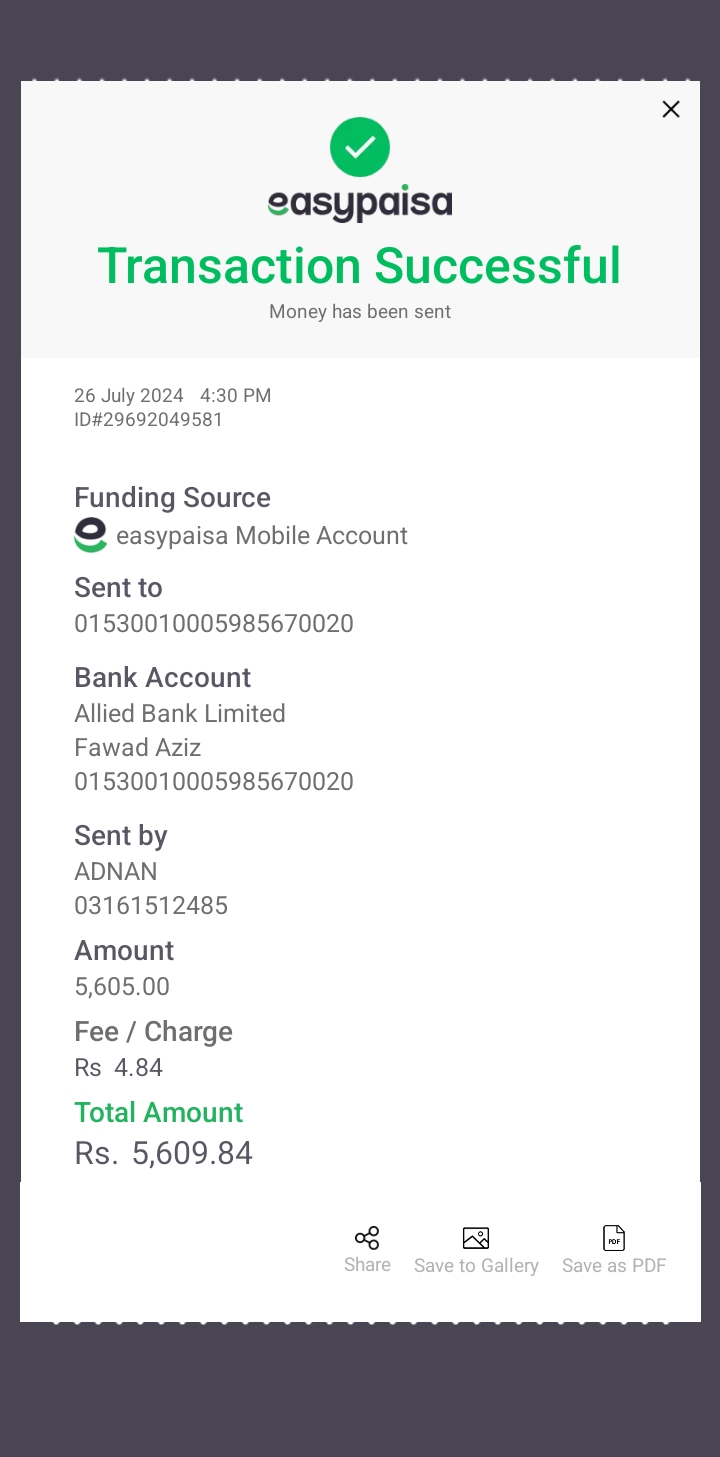 easypaisa
Transaction Successful
Money has been sent
26 July 2024 4:30 PM
ID#29692049581
Funding Source
easypaisa Mobile Account
Sent to
01530010005985670020
Bank Account
Allied Bank Limited
Fawad Aziz
01530010005985670020
Sent by
ADNAN
03161512485
Amount
5,605.00
Fee / Charge
Rs 4.84
Total Amount
Rs. 5,609.84
PDF
Share Save to Gallery Save as PDF